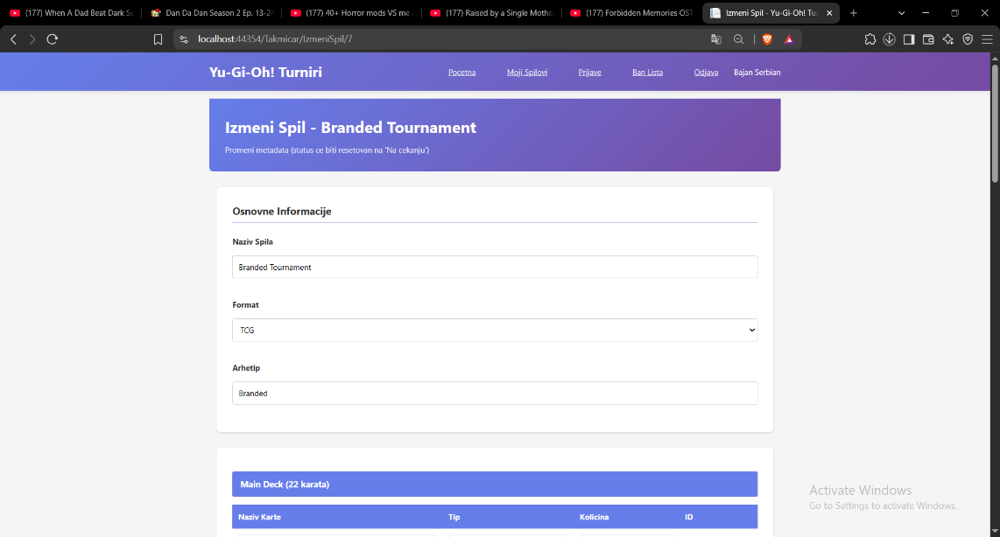 (177) When A Dad Beat Dark So
Dan Da Dan Season 2 Ep. 13-24
(177) 40+ Horror mods VS me
(177) Raised by a Single Mothe
(177) Forbidden Memories OST
Izmeni Spil - Yu-Gi-Oh! Tur
localhost:44354/Takmicar/IzmeniSpil/7
Yu-Gi-Oh! Turniri
Pocetna
Moji Spilovi
Prijave
Ban Lista
Odjava
Bajan Serbian
Izmeni Spil - Branded Tournament
Promeni metadata (status ce biti resetovan na 'Na cekanju')
Osnovne Informacije
Naziv Spila
Branded Tournament
Format
TCG
Arhetip
Branded
Main Deck (22 karata)
Naziv Karte Tip Kolicina ID
Activate Windows
Go to Settings to activate Windows.